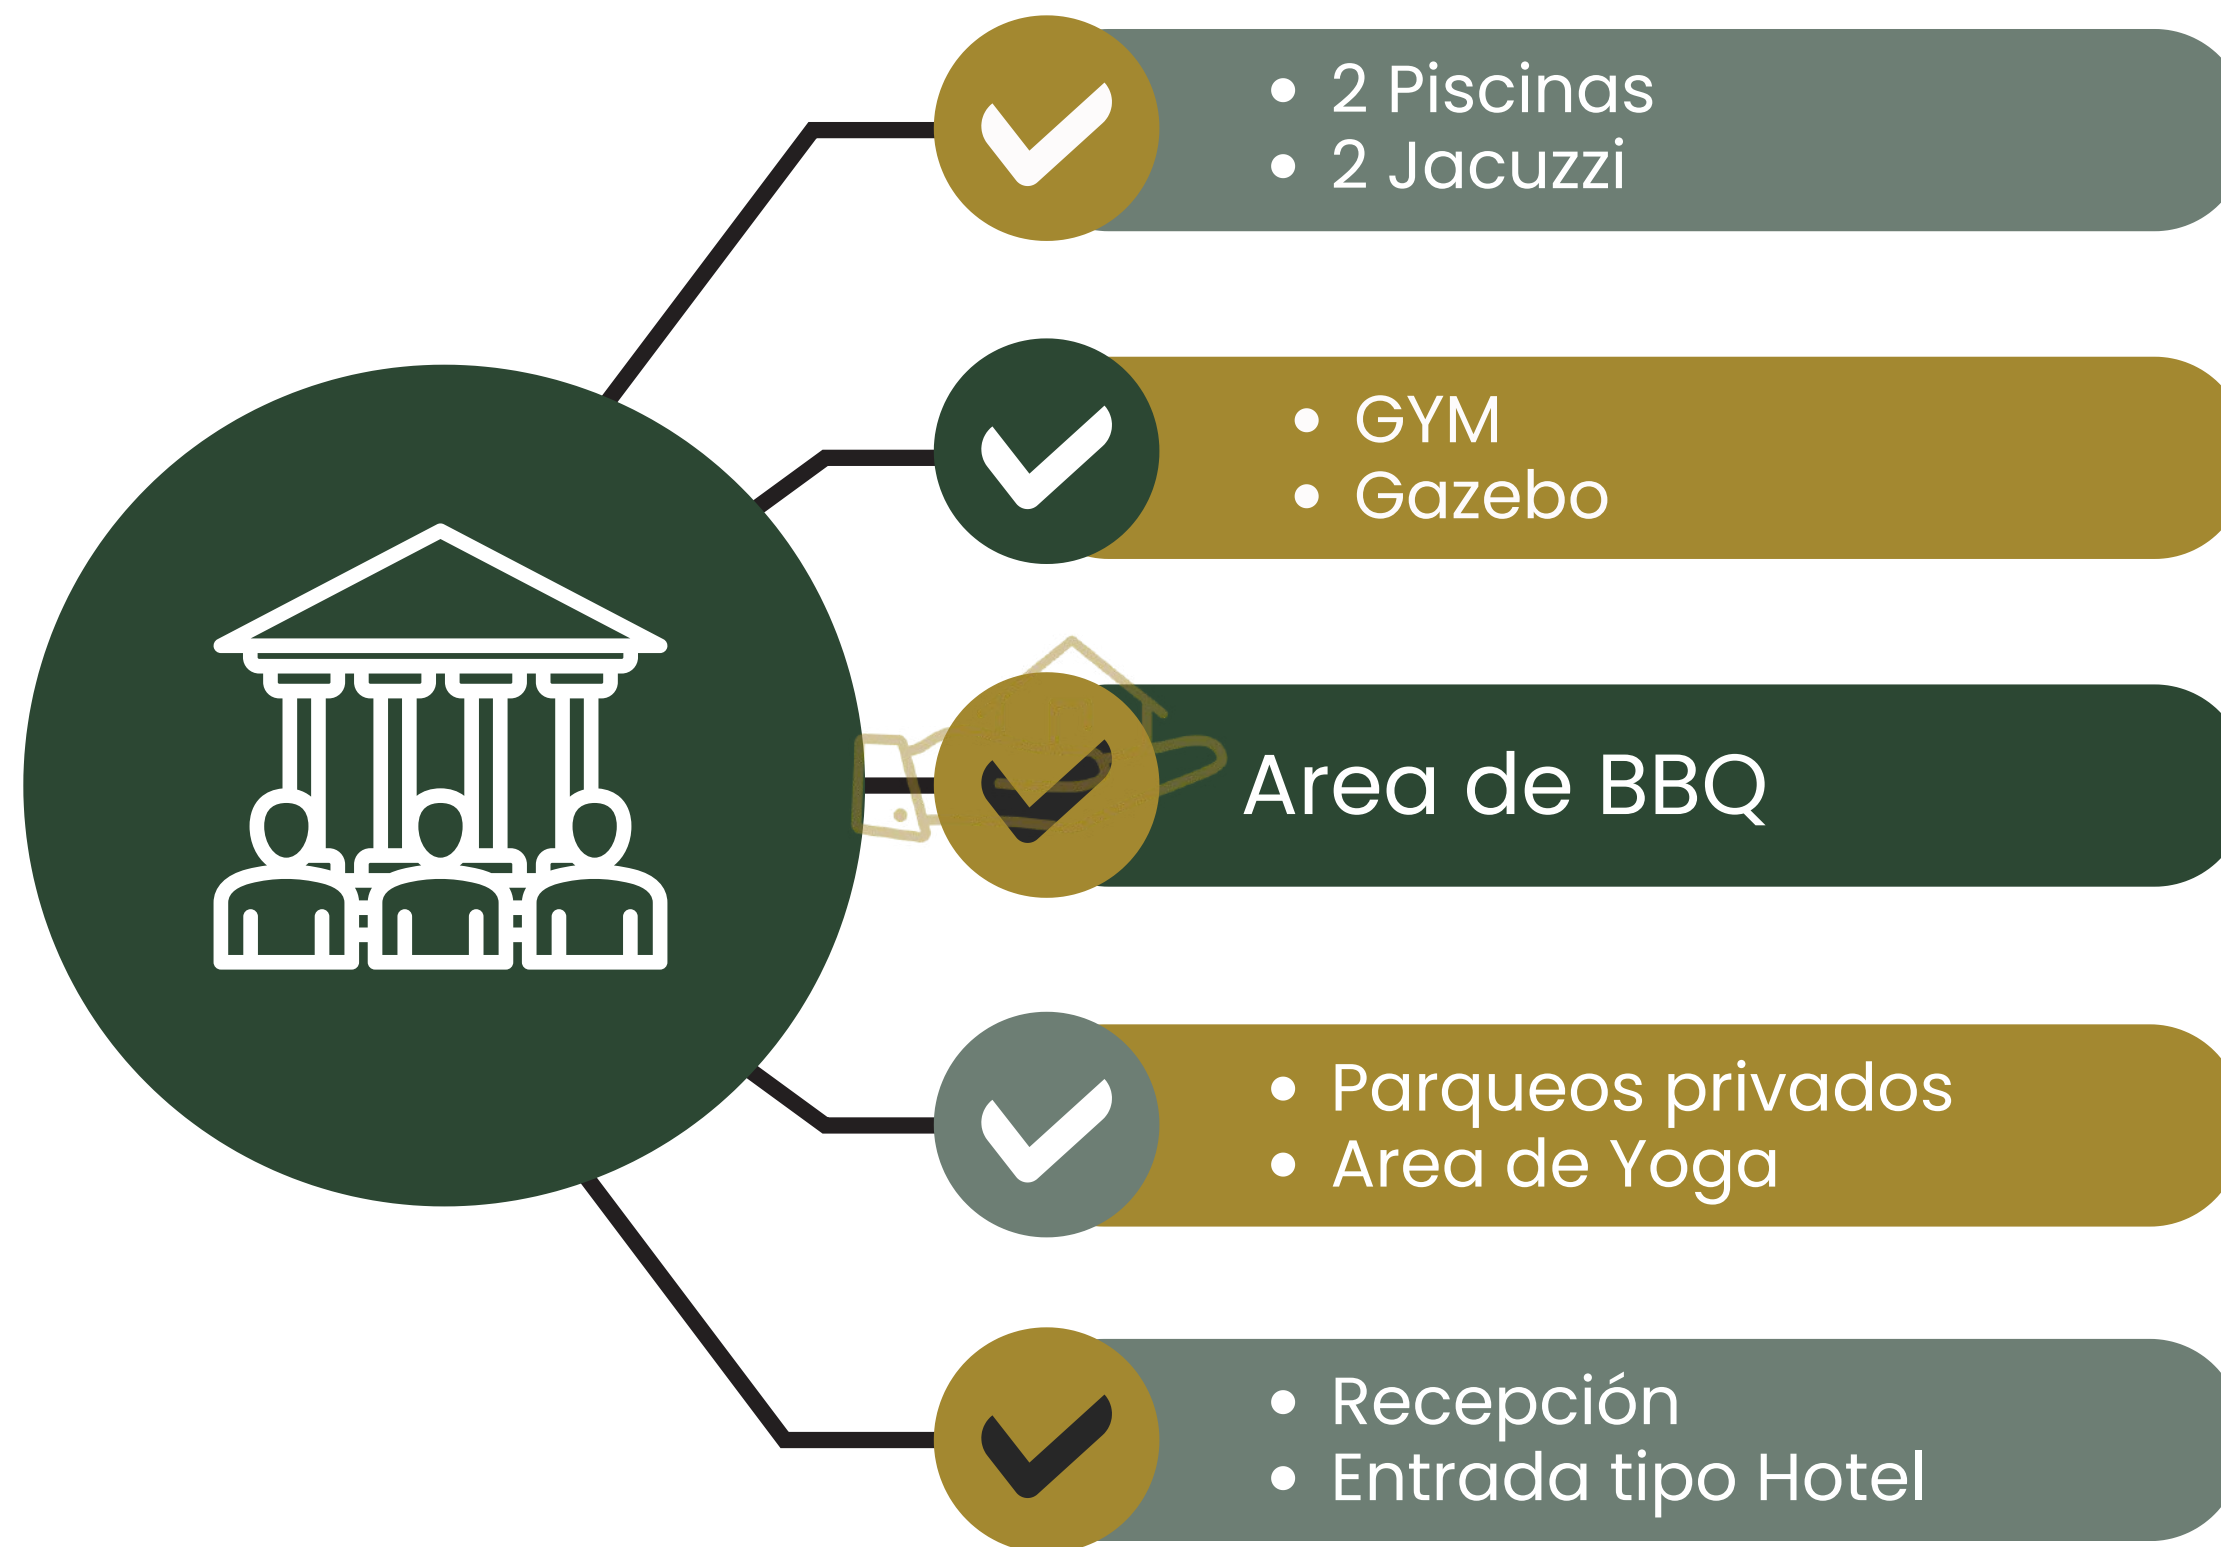 2 Piscinas
2 Jacuzzi
GYM
Gazebo
Area de BBQ
Parqueos privados
Area de Yoga
Recepción
Entrada tipo Hotel